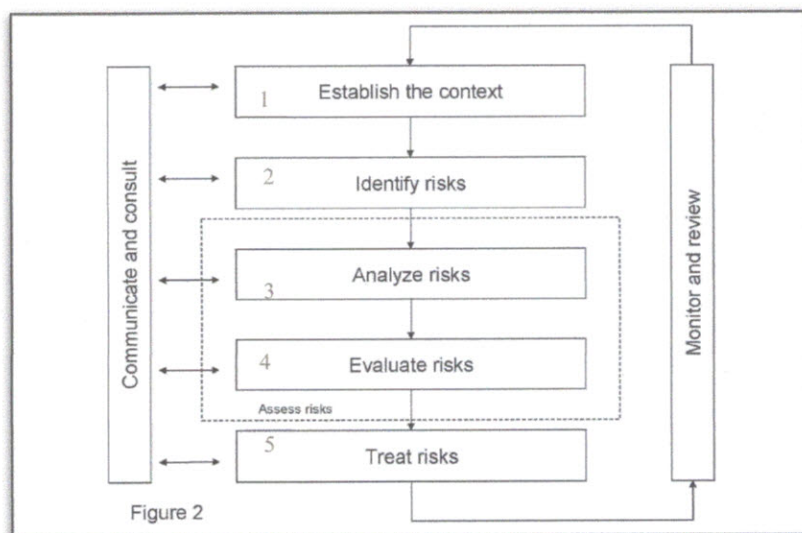 Communicate and consult
1 Establish the context
2 Identify risks
3 Analyze risks
4 Evaluate risks
Assess risks
5 Treat risks
Monitor and review
Figure 2